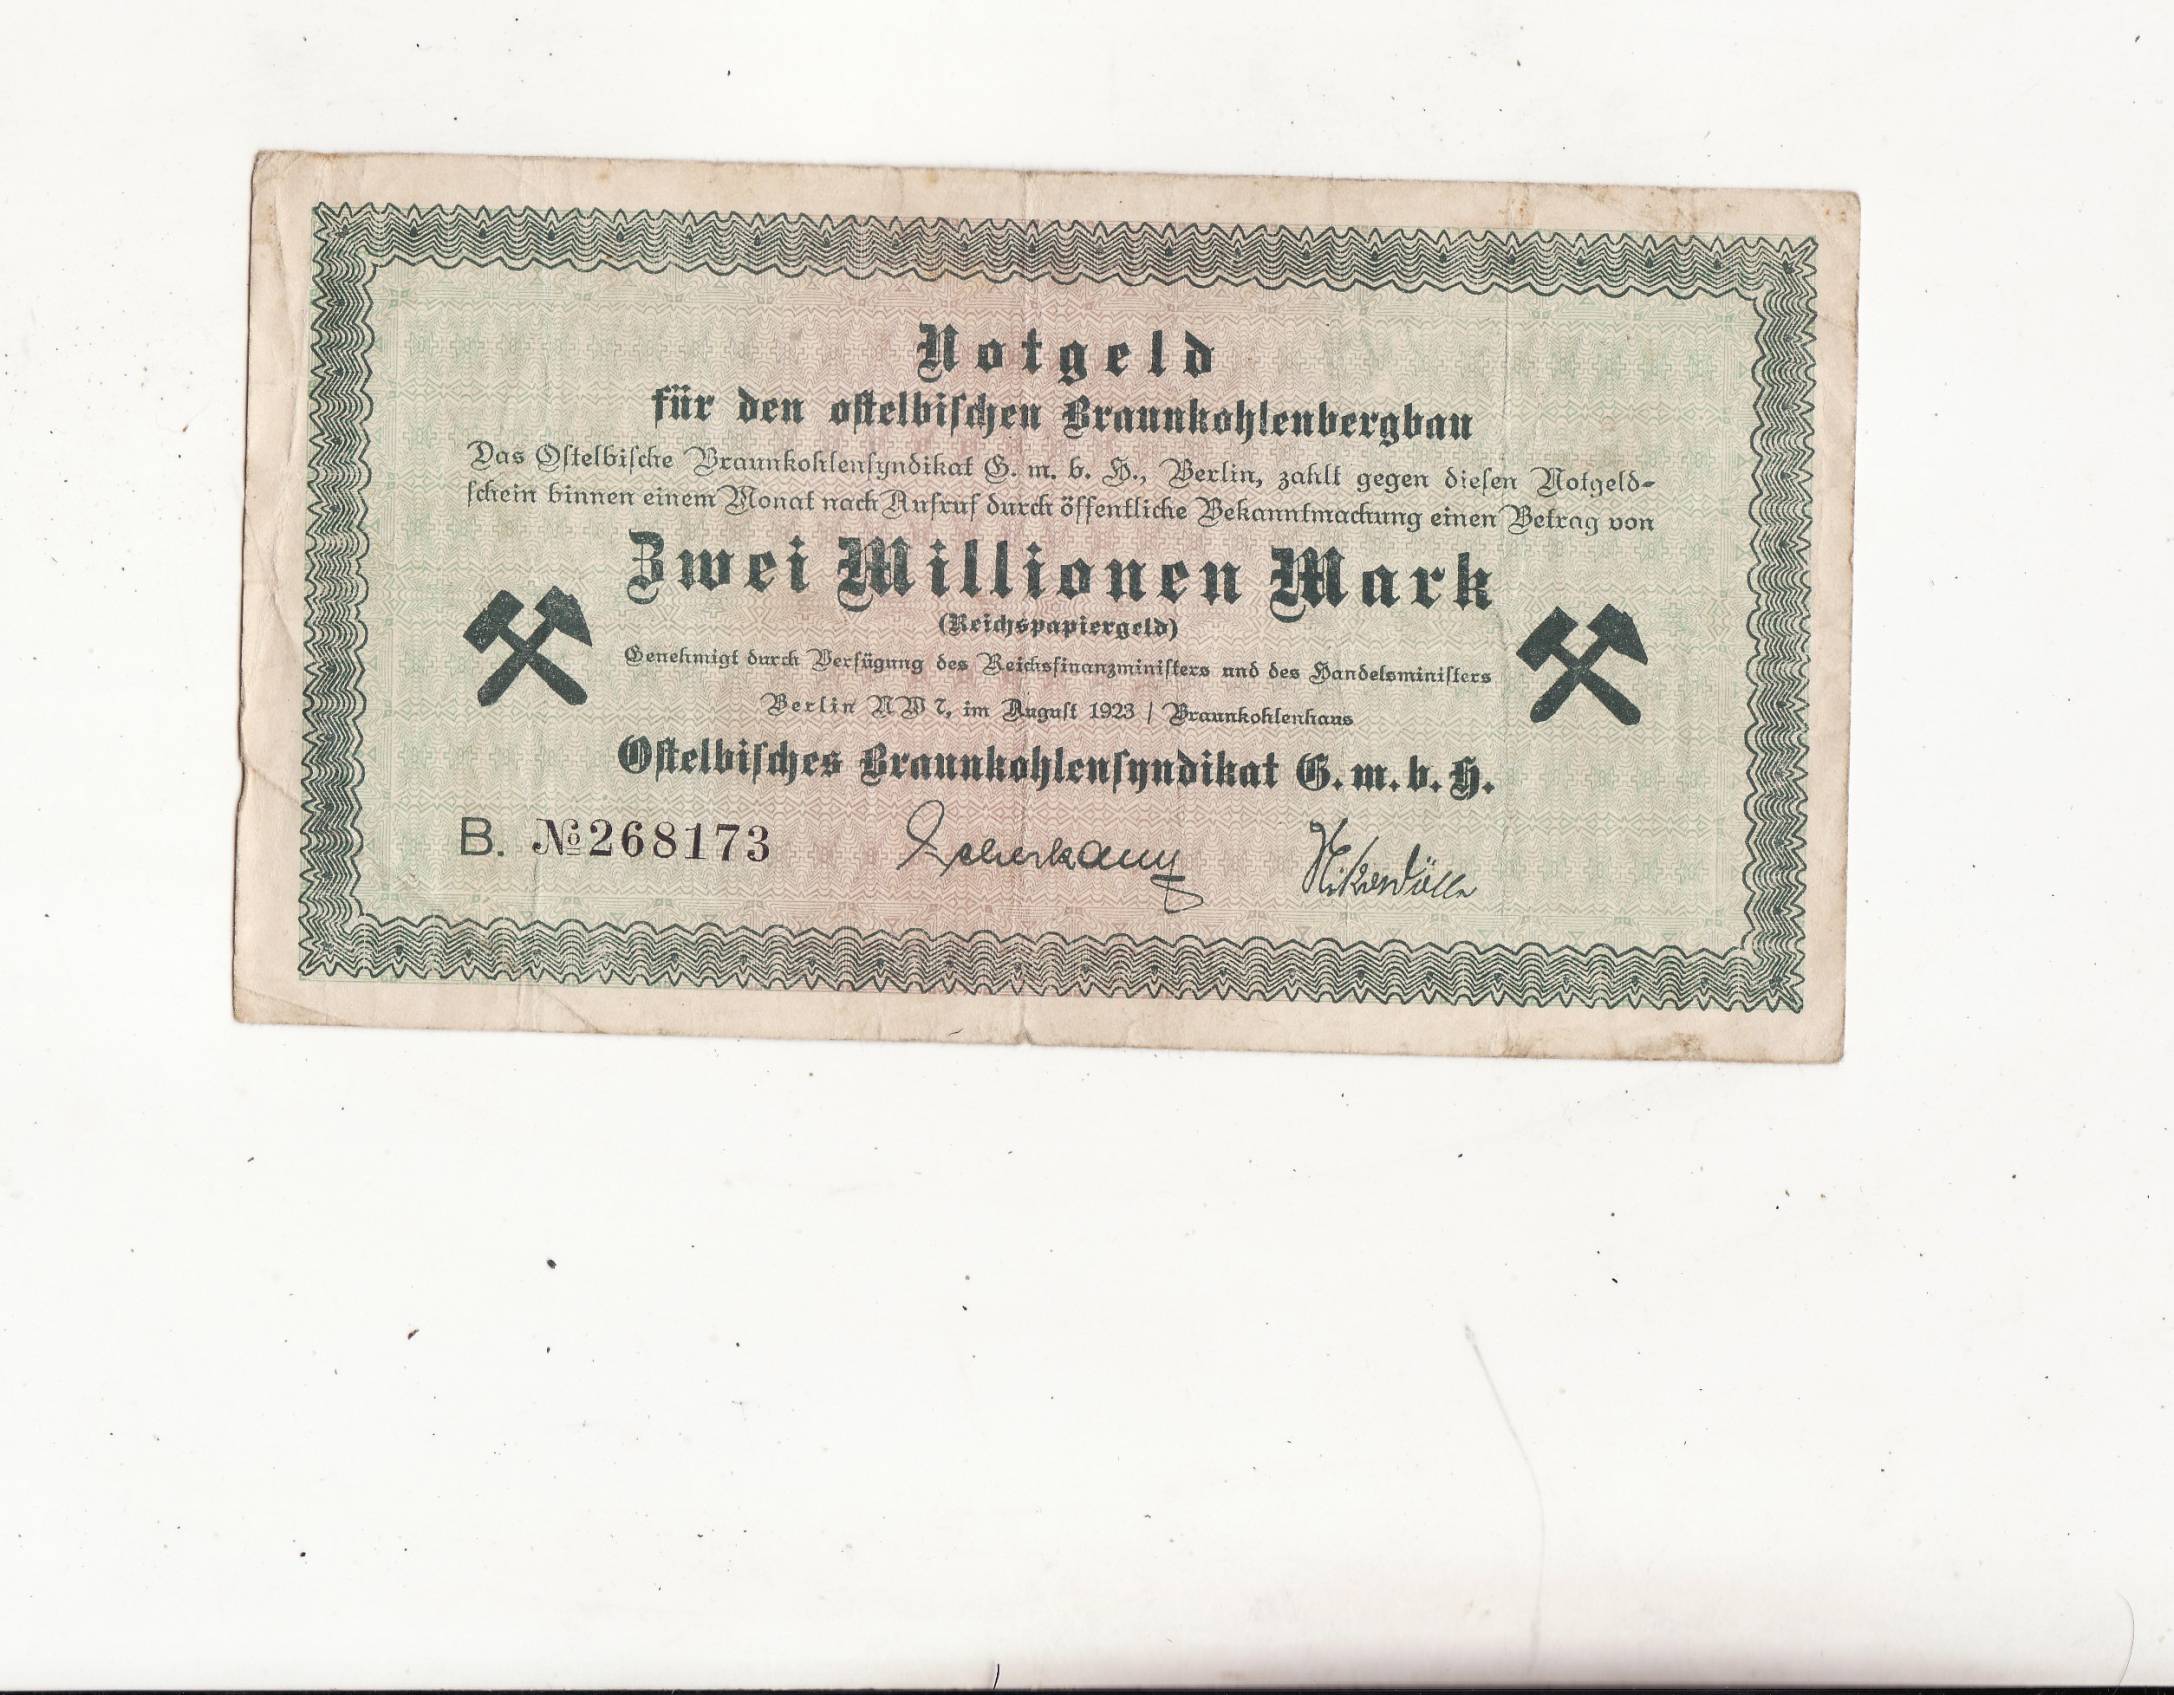 Notgeld
für den ostelbischen Braunkohlenbergbau
Das Ostelbische Braunkohlensyndikat G. m. b. H., Berlin, zahlt gegen diesen Notgeld-
schein binnen einem Monat nach Aufruf durch öffentliche Bekanntmachung einen Betrag von
Zwei Millionen Mark
(Reichspapiergeld)
Genehmigt durch Verfügung des Reichsfinanzministers und des Handelsministers
Berlin NW 7, im August 1923 / Braunkohlenhaus
Ostelbisches Braunkohlensyndikat G. m. b. H.
B. № 268173